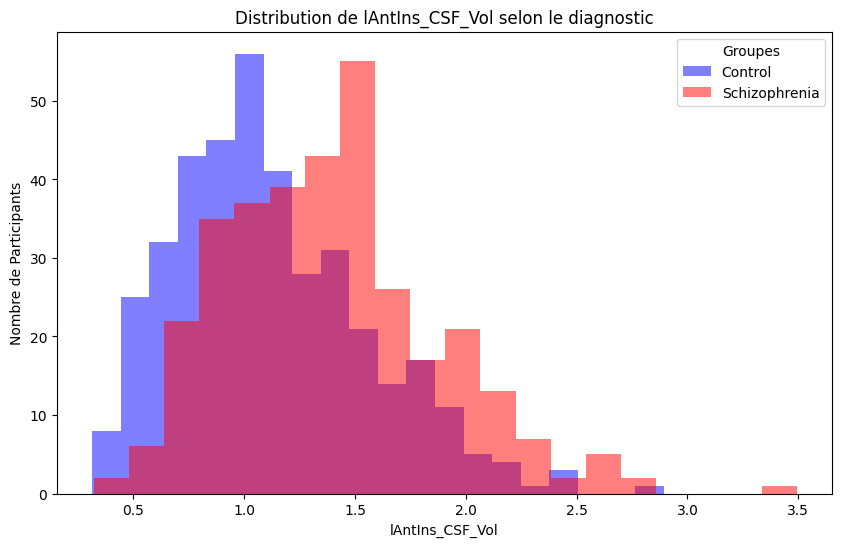 Distribution de lAntIns_CSF_Vol selon le diagnostic
Groupes
Control
Schizophrenia
Nombre de Participants
50
40
30
20
10
0
0.5 1.0 1.5 2.0 2.5 3.0 3.5
lAntIns_CSF_Vol